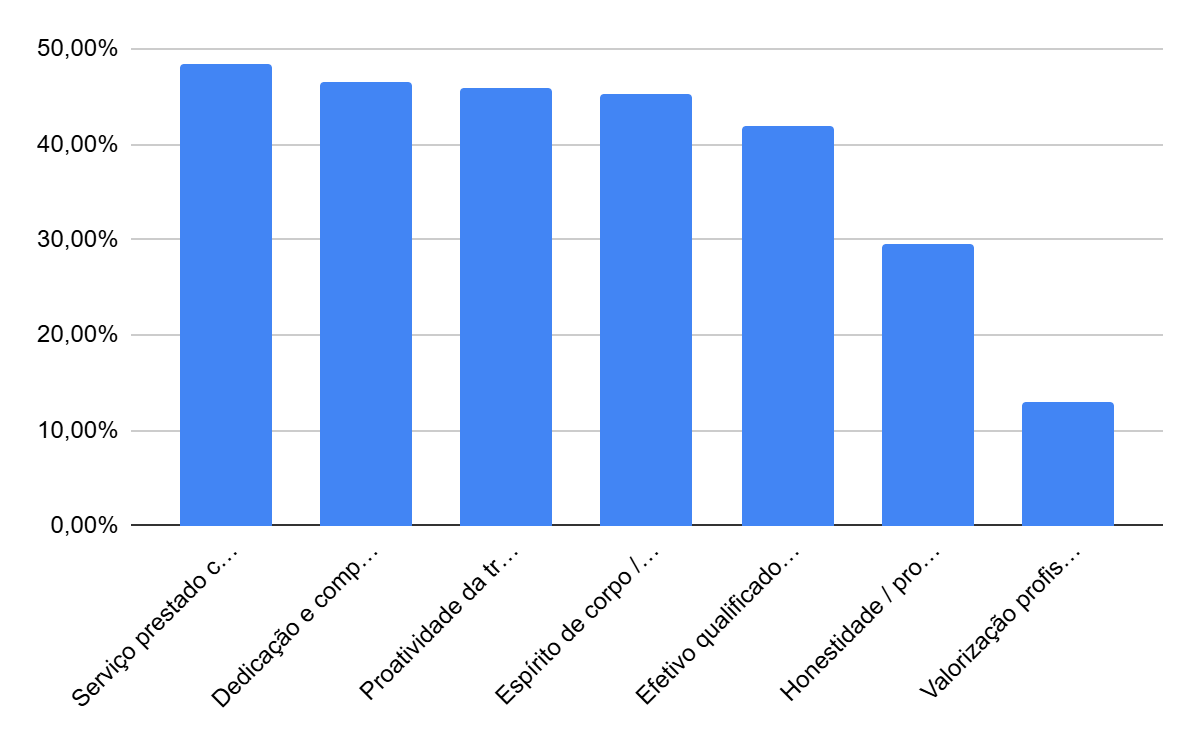 50,00%
40,00%
30,00%
20,00%
10,00%
0,00%
Serviço prestado c…
Dedicação e comp…
Proatividade da tr…
Espírito de corpo /…
Efetivo qualificado…
Honestidade / pro…
Valorização profis…